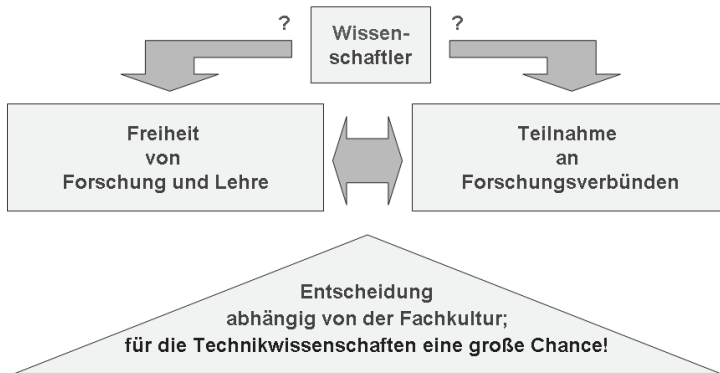 ?
Wissen-
schaftler
?
Freiheit
von
Forschung und Lehre
Teilnahme
an
Forschungsverbünden
Entscheidung
abhängig von der Fachkultur;
für die Technikwissenschaften eine große Chance!